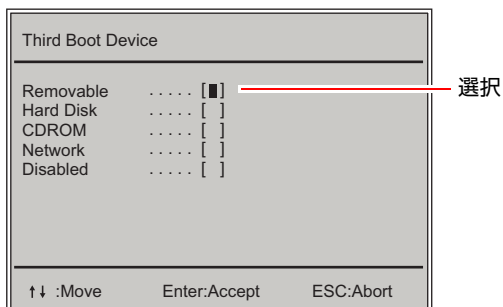 Third Boot Device
Removable ..... [■] 選択
Hard Disk ..... [ ]
CDROM ..... [ ]
Network ..... [ ]
Disabled ..... [ ]
↑↓ :Move Enter:Accept ESC:Abort